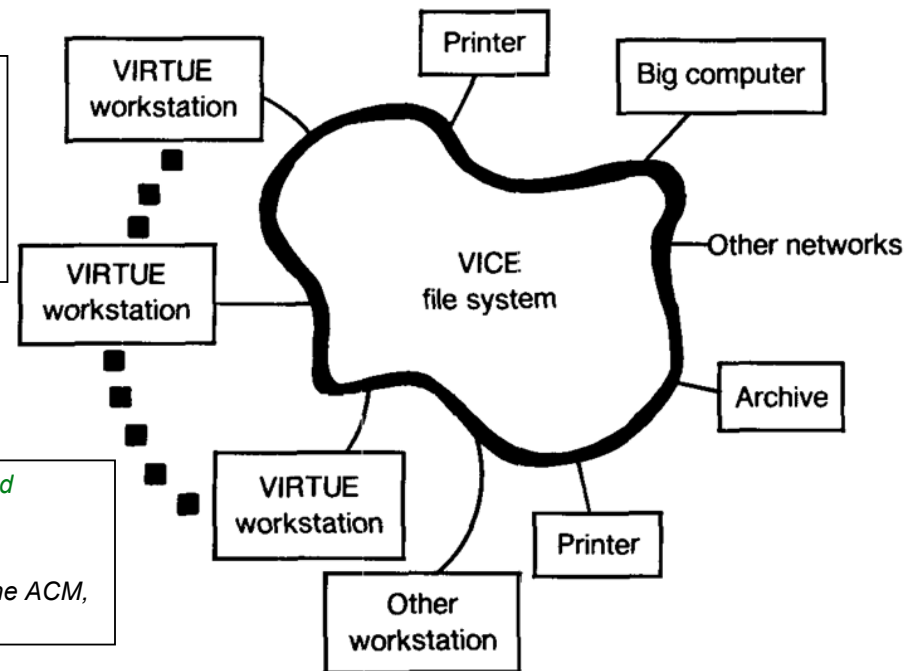 Printer
VIRTUE
workstation
Big computer
VIRTUE
workstation
VICE
file system
Other networks
Archive
d
VIRTUE
workstation
Printer
ne ACM,
Other
workstation